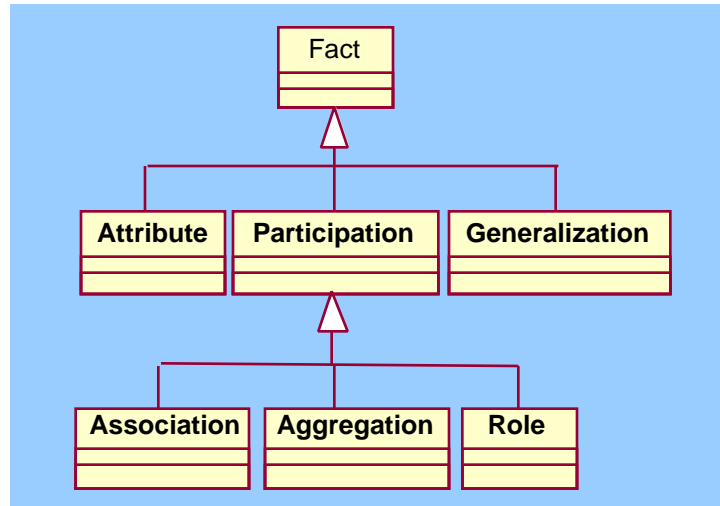 Fact
Attribute
Participation
Generalization
Association
Aggregation
Role